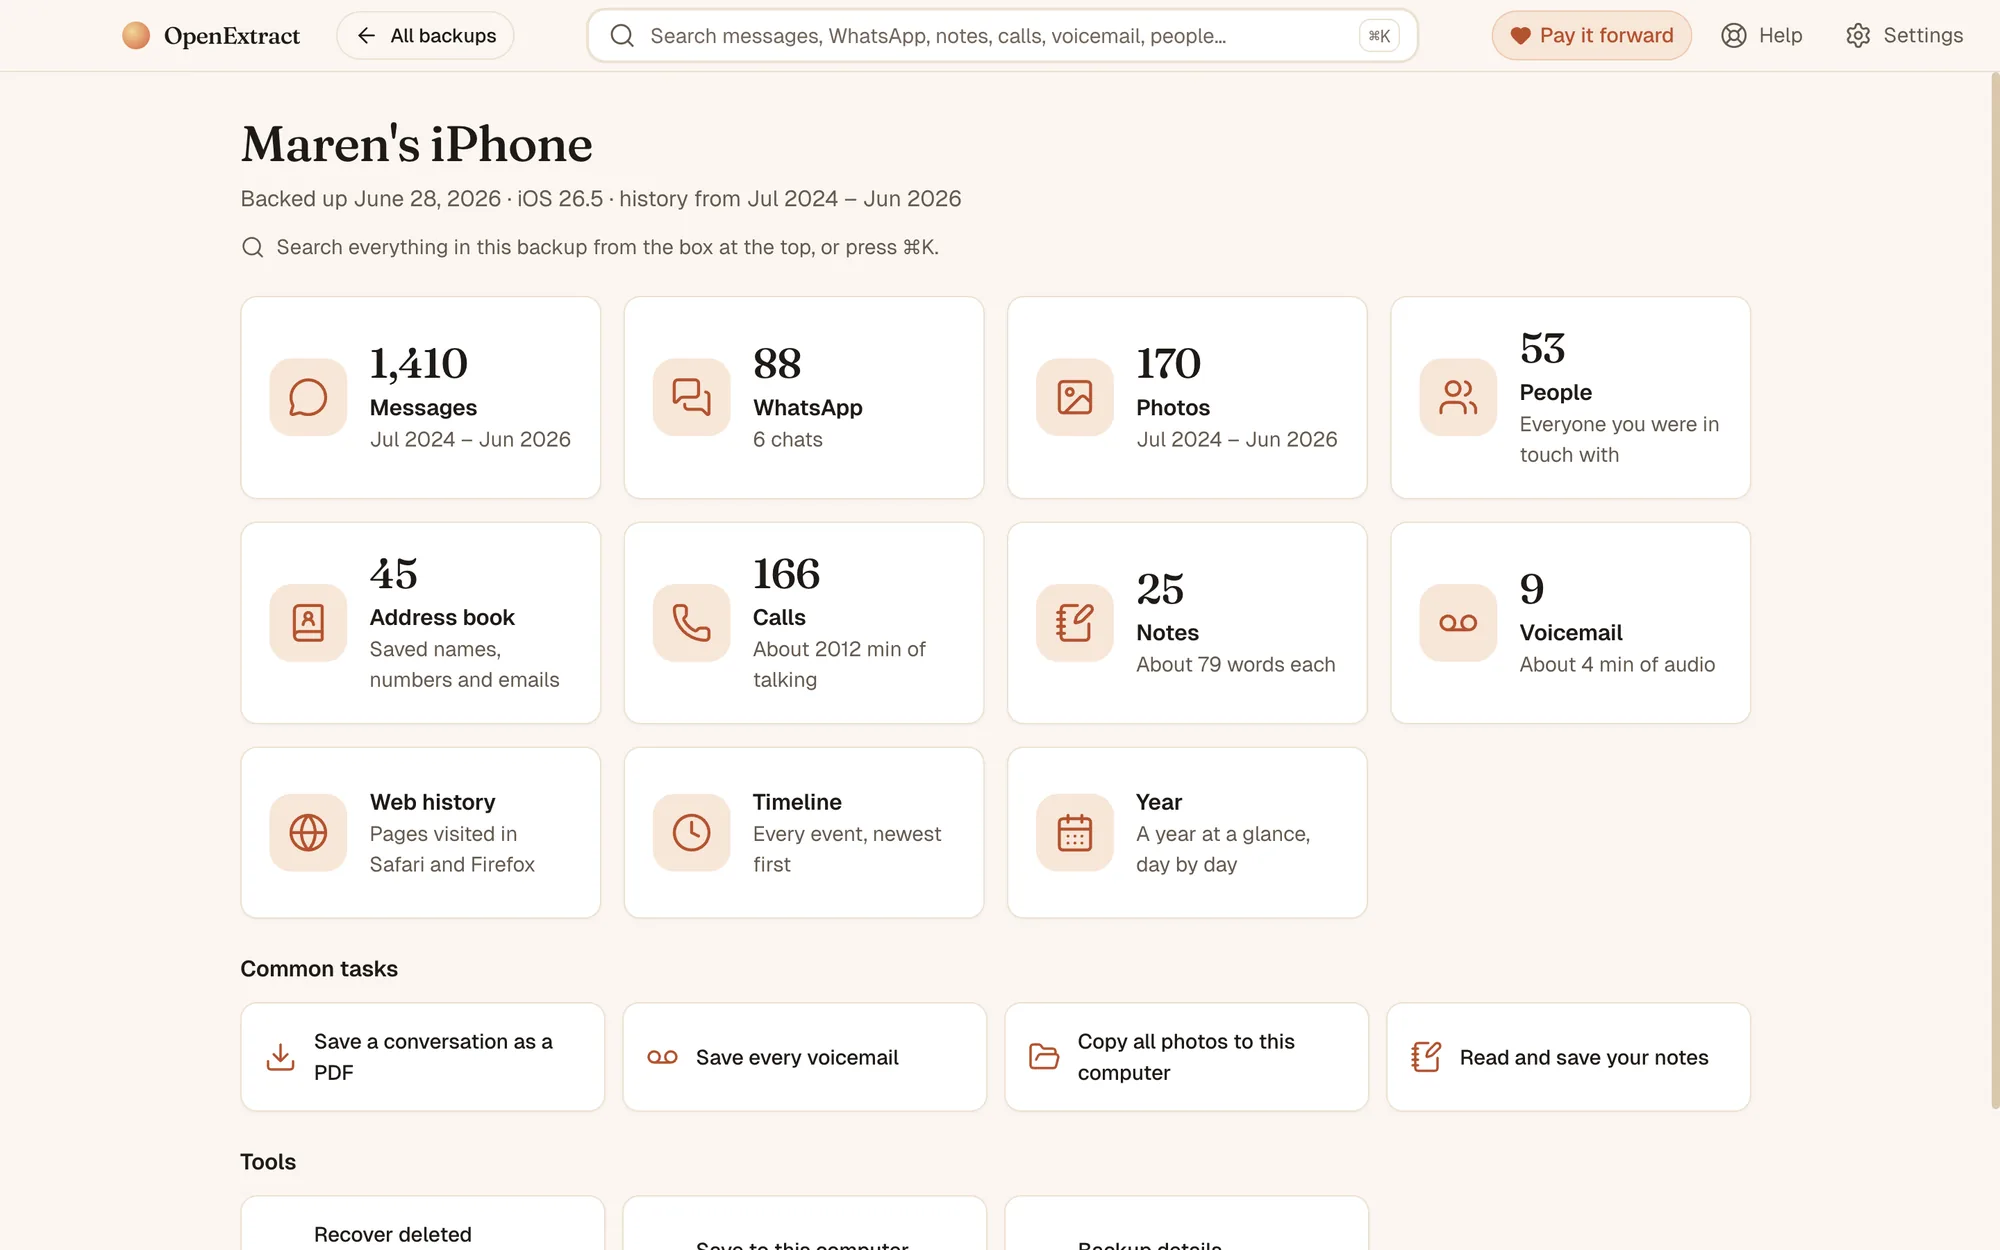 OpenExtract
All backups
Search messages, WhatsApp, notes, calls, voicemail, people...
⌘K
Pay it forward
Help
Settings
Maren's iPhone
Backed up June 28, 2026 · iOS 26.5 · history from Jul 2024 – Jun 2026
Search everything in this backup from the box at the top, or press ⌘K.
1,410
Messages
Jul 2024 – Jun 2026
88
WhatsApp
6 chats
170
Photos
Jul 2024 – Jun 2026
53
People
Everyone you were in
touch with
45
Address book
Saved names,
numbers and emails
166
Calls
About 2012 min of
talking
25
Notes
About 79 words each
9
Voicemail
About 4 min of audio
Web history
Pages visited in
Safari and Firefox
Timeline
Every event, newest
first
Year
A year at a glance,
day by day
Common tasks
Save a conversation as a
PDF
Save every voicemail
Copy all photos to this
computer
Read and save your notes
Tools
Recover deleted
Save to this computer
Backup details